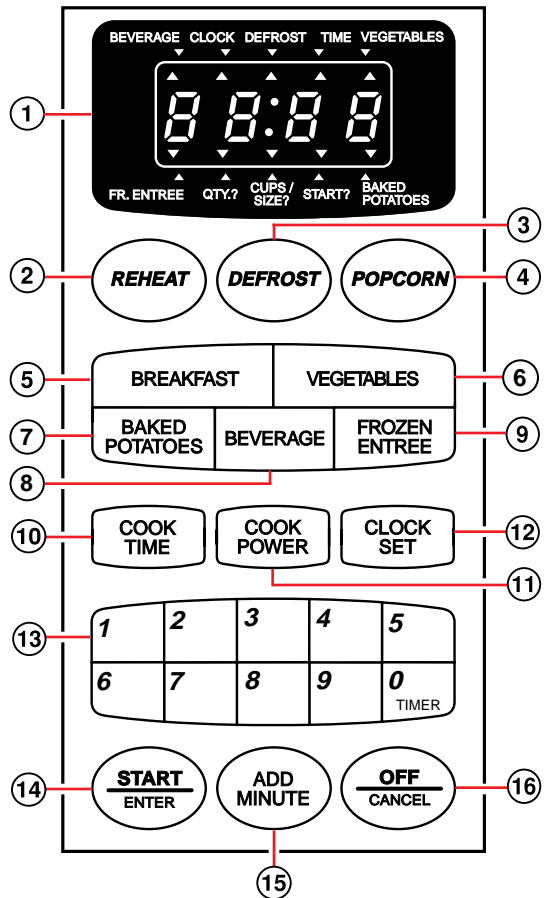 BEVERAGE CLOCK DEFROST TIME VEGETABLES
1
88:88
FR. ENTREE QTY.? CUPS / SIZE? START? BAKED POTATOES
3
2
REHEAT DEFROST POPCORN
4
5
BREAKFAST VEGETABLES
6
7
BAKED
POTATOES
BEVERAGE
FROZEN
ENTREE
9
8
10
COOK
TIME
COOK
POWER
CLOCK
SET
12
11
13
1 2 3 4 5
6 7 8 9 0
TIMER
14
START
ENTER
ADD
MINUTE
OFF
CANCEL
16
15